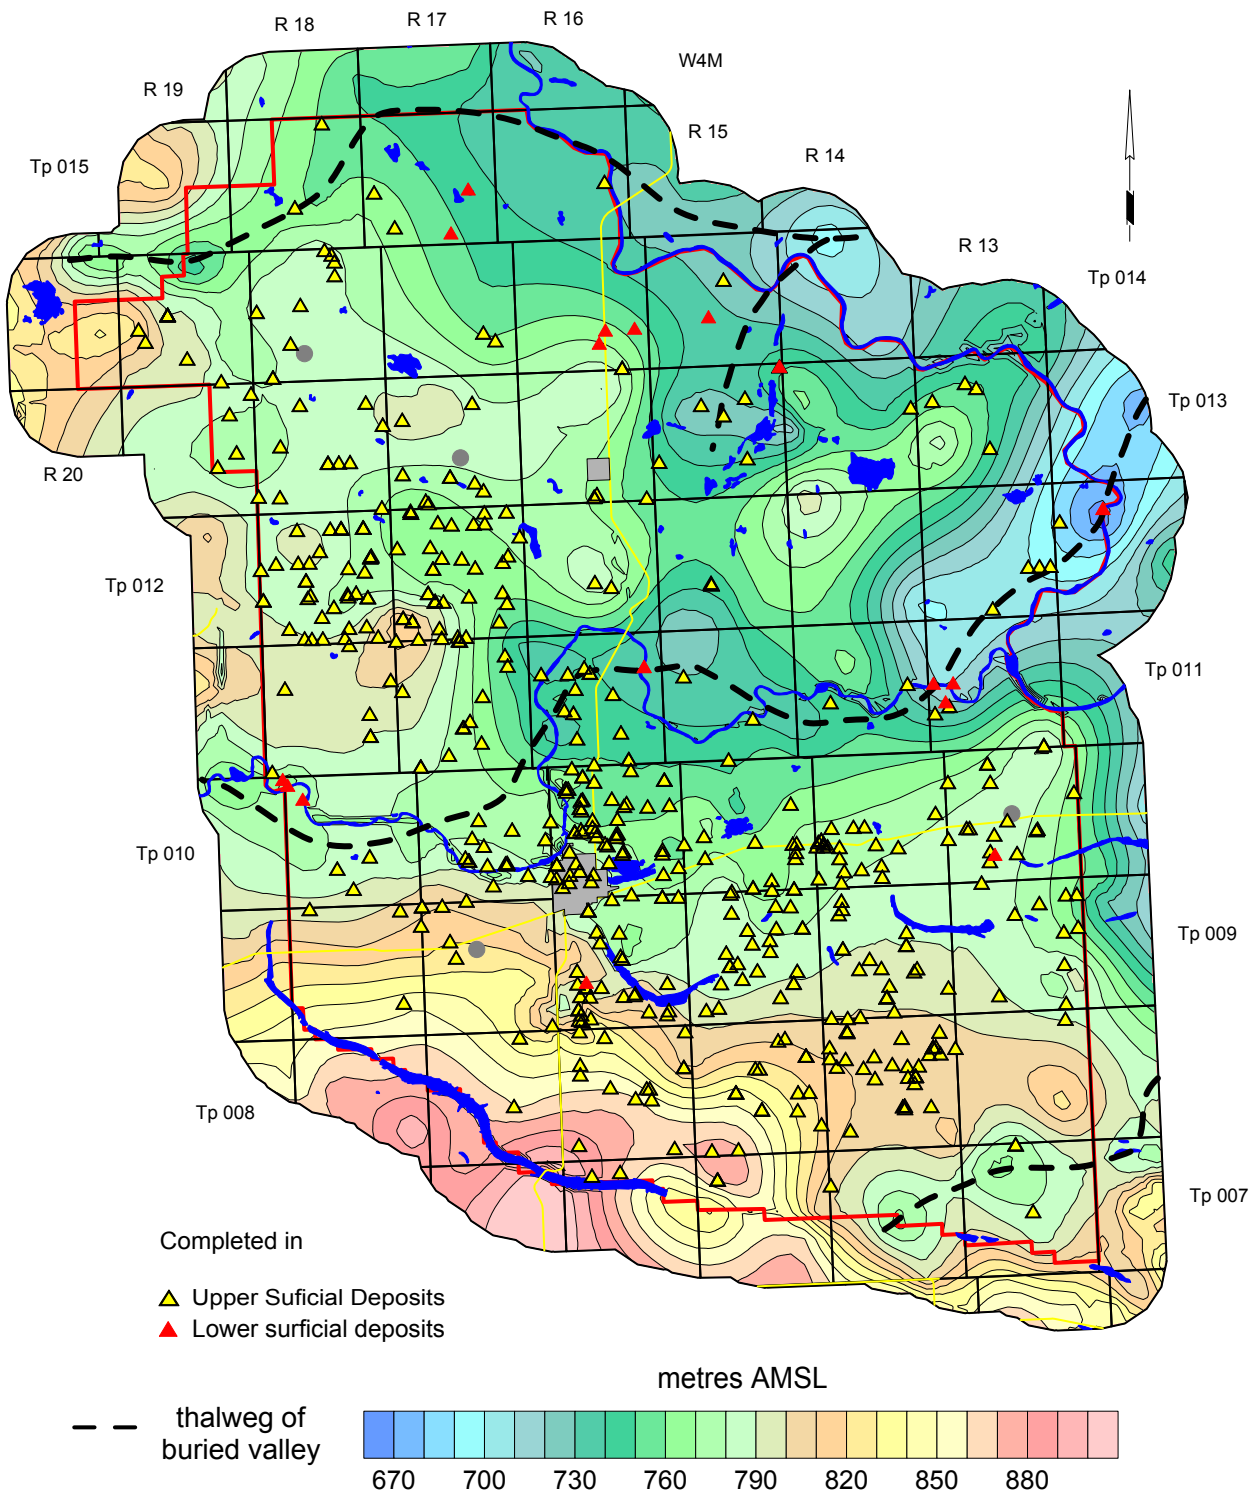 R 16
R 17
R 18
W4M
R 19
R 15
R 14
Tp 015
R 13
Tp 014
Tp 013
R 20
Tp 012
Tp 011
Tp 010
Tp 009
Tp 008
Tp 007
Completed in
Upper Suficial Deposits
Lower surficial deposits
metres AMSL
thalweg of
buried valley
670 700 730 760 790 820 850 880